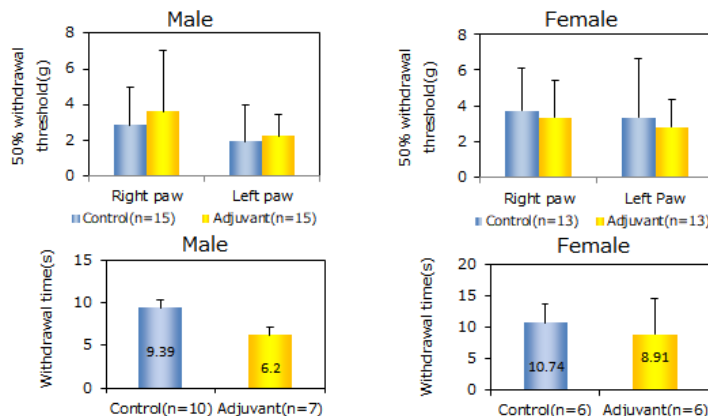 Male
50% withdrawal
threshold(g)
8
6
4
2
0
Right paw Left paw
Control(n=15) Adjuvant(n=15)
Female
50% withdrawal
threshold(g)
8
6
4
2
0
Right paw Left Paw
Control(n=13) Adjuvant(n=13)
Male
Withdrawal time(s)
15
10
5
0
9.39
6.2
Control(n=10) Adjuvant(n=7)
Female
Withdrawal time(s)
20
15
10
5
0
10.74
8.91
Control(n=6) Adjuvant(n=6)